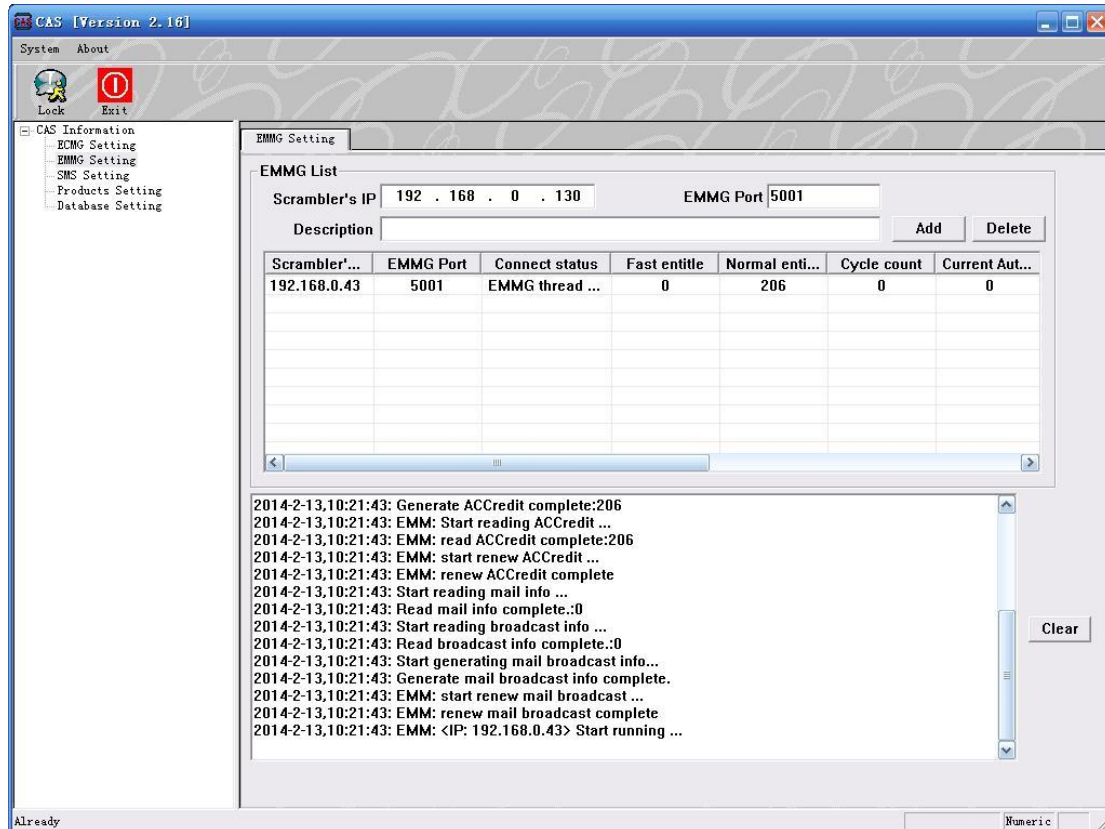 CAS [Version 2.16]
System About
Lock Exit
CAS Information
ECMG Setting
EMMG Setting
SMS Setting
Products Setting
Database Setting
EMMG Setting
EMMG List
Scrambler's IP 192 . 168 . 0 . 130 EMMG Port 5001
Description Add Delete
Scrambler'... EMMG Port Connect status Fast entitle Normal enti... Cycle count Current Aut...
192.168.0.43 5001 EMMG thread ... 0 206 0 0
2014-2-13,10:21:43: Generate ACCredit complete:206
2014-2-13,10:21:43: EMM: Start reading ACCredit ...
2014-2-13,10:21:43: EMM: read ACCredit complete:206
2014-2-13,10:21:43: EMM: start renew ACCredit ...
2014-2-13,10:21:43: EMM: renew ACCredit complete
2014-2-13,10:21:43: Start reading mail info ...
2014-2-13,10:21:43: Read mail info complete.:0
2014-2-13,10:21:43: Start reading broadcast info ...
2014-2-13,10:21:43: Read broadcast info complete.:0
2014-2-13,10:21:43: Start generating mail broadcast info...
2014-2-13,10:21:43: Generate mail broadcast info complete.
2014-2-13,10:21:43: EMM: start renew mail broadcast ...
2014-2-13,10:21:43: EMM: renew mail broadcast complete
2014-2-13,10:21:43: EMM: <IP: 192.168.0.43> Start running ...
Clear
Already Numeric